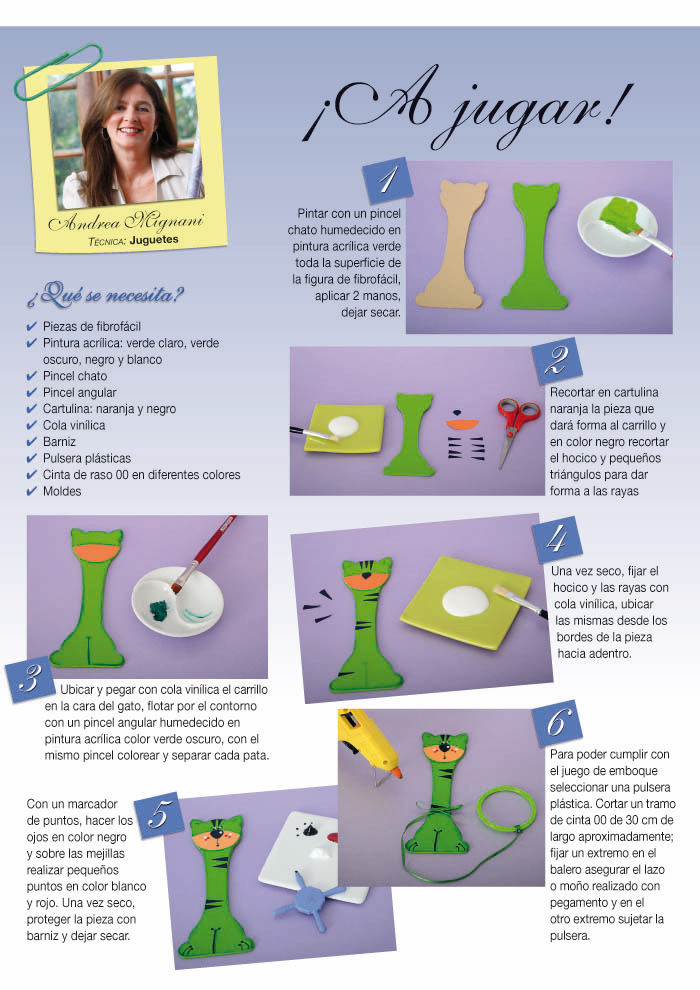 ¡A jugar!
Andrea Mignani
TÉCNICA: Juguetes
¿Qué se necesita?
✔ Piezas de fibrofácil
✔ Pintura acrílica: verde claro, verde
oscuro, negro y blanco
✔ Pincel chato
✔ Pincel angular
✔ Cartulina: naranja y negro
✔ Cola vinílica
✔ Barniz
✔ Pulsera plásticas
✔ Cinta de raso 00 en diferentes colores
✔ Moldes
1
Pintar con un pincel
chato humedecido en
pintura acrílica verde
toda la superficie de
la figura de fibrofácil,
aplicar 2 manos,
dejar secar.
2
Recortar en cartulina
naranja la pieza que
dará forma al carrillo y
en color negro recortar
el hocico y pequeños
triángulos para dar
forma a las rayas
3
Ubicar y pegar con cola vinílica el carrillo
en la cara del gato, flotar por el contorno
con un pincel angular humedecido en
pintura acrílica color verde oscuro, con el
mismo pincel colorear y separar cada pata.
4
Una vez seco, fijar el
hocico y las rayas con
cola vinílica, ubicar
las mismas desde los
bordes de la pieza
hacia adentro.
5
Con un marcador
de puntos, hacer los
ojos en color negro
y sobre las mejillas
realizar pequeños
puntos en color blanco
y rojo. Una vez seco,
proteger la pieza con
barniz y dejar secar.
6
Para poder cumplir con
el juego de emboque
seleccionar una pulsera
plástica. Cortar un tramo
de cinta 00 de 30 cm de
largo aproximadamente;
fijar un extremo en el
balero asegurar el lazo
o moño realizado con
pegamento y en el
otro extremo sujetar la
pulsera.